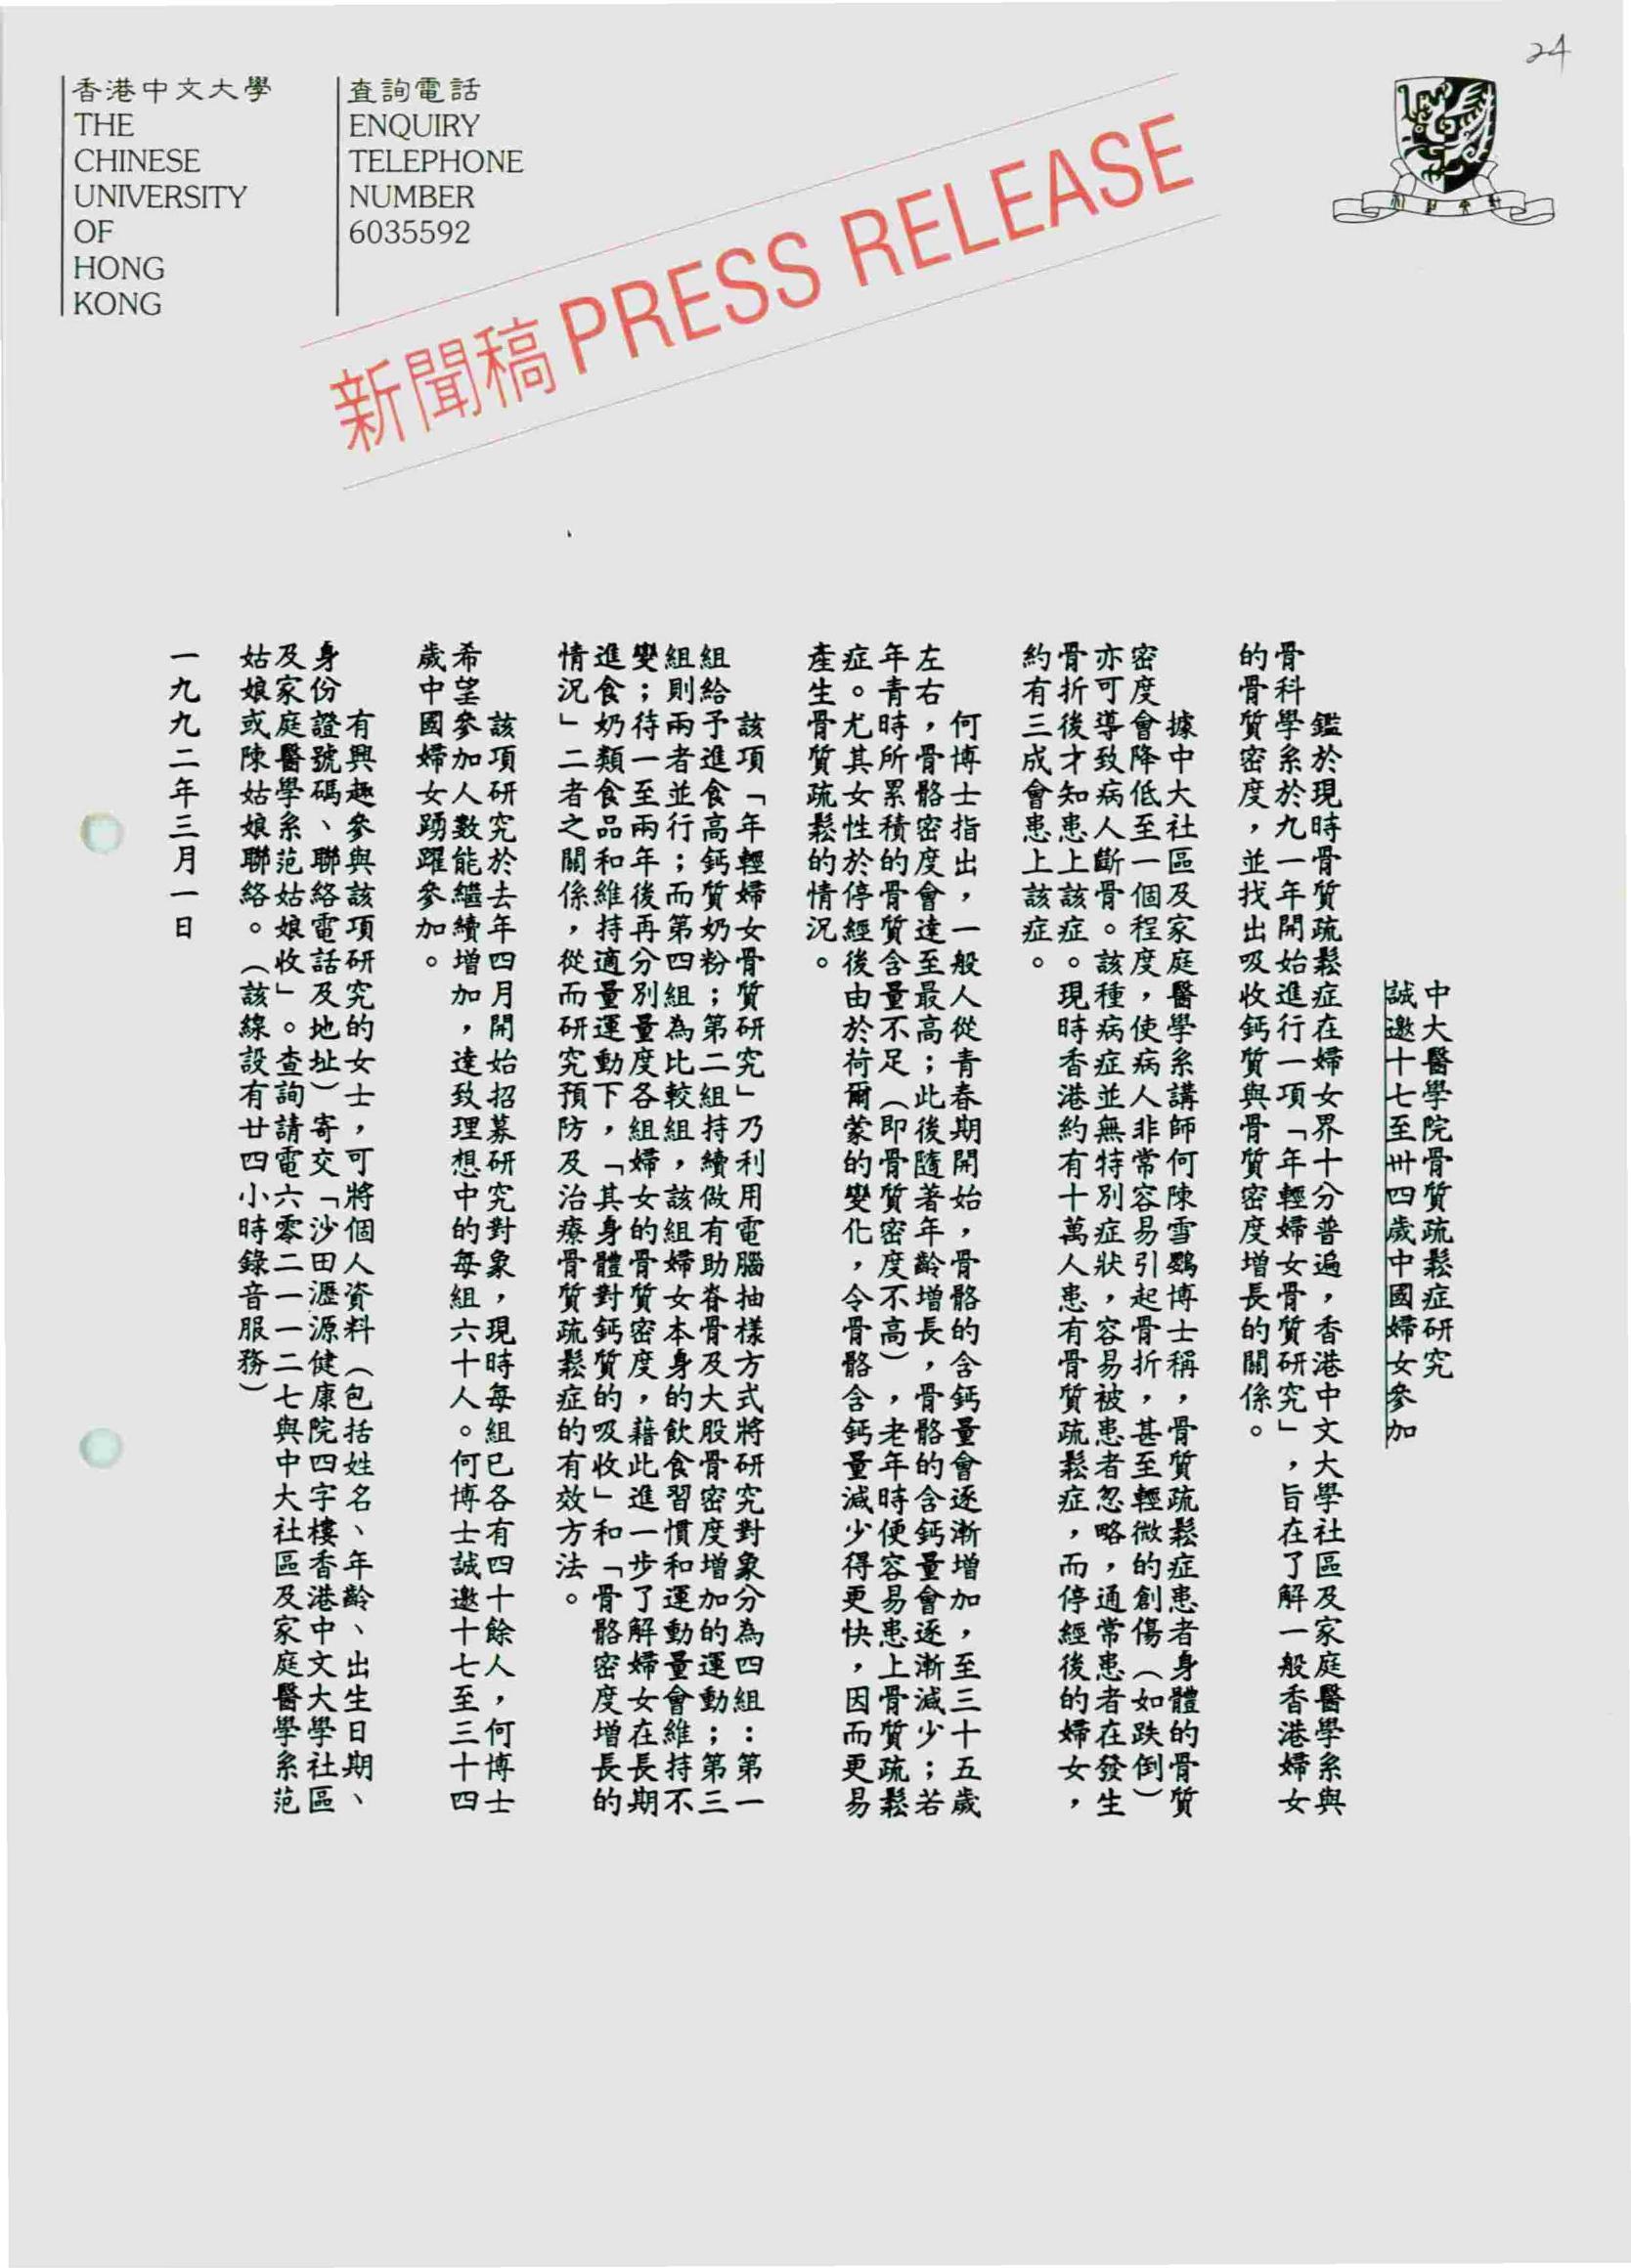 24
香港中文大學
THE
CHINESE
UNIVERSITY
OF
HONG
KONG
查詢電話
ENQUIRY
TELEPHONE
NUMBER
6035592
新聞稿 PRESS RELEASE
中大醫學院骨質疏鬆症研究
誠邀十七至卅四歲中國婦女參加
鑑於現時骨質疏鬆症在婦女界十分普遍，香港中文大學社區及家庭醫學系與
骨科學系於九一年開始進行一項「年輕婦女骨質研究」，旨在了解一般香港婦女
的骨質密度，並找出吸收鈣質與骨質密度增長的關係。
據中大社區及家庭醫學系講師何陳雪鸚博士稱，骨質疏鬆症患者身體的骨質
密度會降低至一個程度，使病人非常容易引起骨折，甚至輕微的創傷（如跌倒）
亦可導致病人斷骨。該種病症並無特別症狀，容易被患者忽略，通常患者在發生
骨折後才知患上該症。現時香港約有十萬人患有骨質疏鬆症，而停經後的婦女，
約有三成會患上該症。
何博士指出，一般人從青春期開始，骨骼的含鈣量會逐漸增加，至三十五歲
左右，骨骼密度會達至最高；此後隨著年齡增長，骨骼的含鈣量會逐漸減少；若
年青時所累積的骨質含量不足（即骨質密度不高），老年時便容易患上骨質疏鬆
症。尤其女性於停經後由於荷爾蒙的變化，令骨骼含鈣量減少得更快，因而更易
產生骨質疏鬆的情況。
該項「年輕婦女骨質研究」乃利用電腦抽樣方式將研究對象分為四組：第一
組給予進食高鈣質奶粉；第二組持續做有助脊骨及大股骨密度增加的運動；第三
組則兩者並行；而第四組為比較組，該組婦女本身的飲食習慣和運動量會維持不
變；待一至兩年後再分別量度各組婦女的骨質密度，藉此進一步了解婦女在長期
進食奶類食品和維持適量運動下，「其身體對鈣質的吸收」和「骨骼密度增長的
情況」二者之關係，從而研究預防及治療骨質疏鬆症的有效方法。
該項研究於去年四月開始招募研究對象，現時每組已各有四十餘人，何博士
希望參加人數能繼續增加，達致理想中的每組六十人。何博士誠邀十七至三十四
歲中國婦女踴躍參加。
有興趣參與該項研究的女士，可將個人資料（包括姓名、年齡、出生日期、
身份證號碼、聯絡電話及地址）寄交「沙田瀝源健康院四字樓香港中文大學社區
及家庭醫學系范姑娘收」。查詢請電六零二一一二七與中大社區及家庭醫學系范
姑娘或陳姑娘聯絡。（該線設有廿四小時錄音服務）
一九九二年三月一日